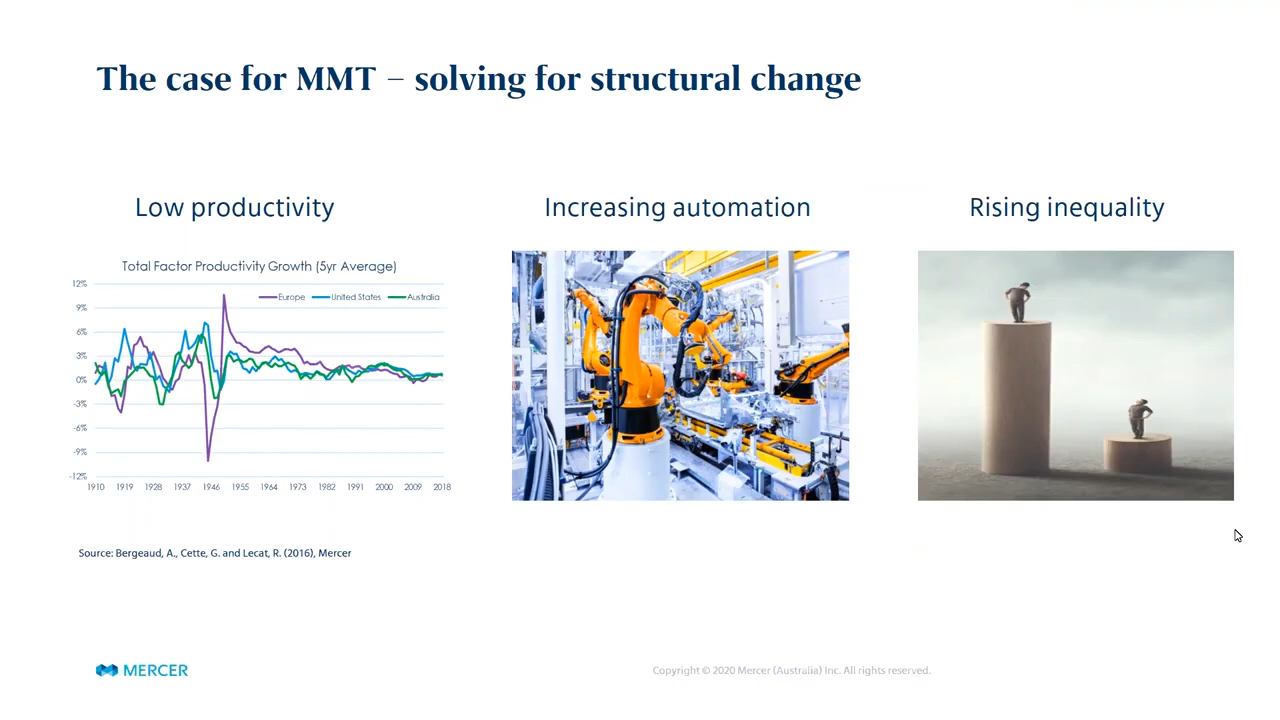 The case for MMT – solving for structural change
Low productivity
Increasing automation
Rising inequality
Total Factor Productivity Growth (5yr Average)
Europe
United States
Australia
12%
9%
6%
3%
0%
-3%
-6%
-9%
-12%
1910 1919 1928 1937 1946 1955 1964 1973 1982 1991 2000 2009 2018
Source: Bergeaud, A., Cette, G. and Lecat, R. (2016), Mercer
MERCER
Copyright © 2020 Mercer (Australia) Inc. All rights reserved.